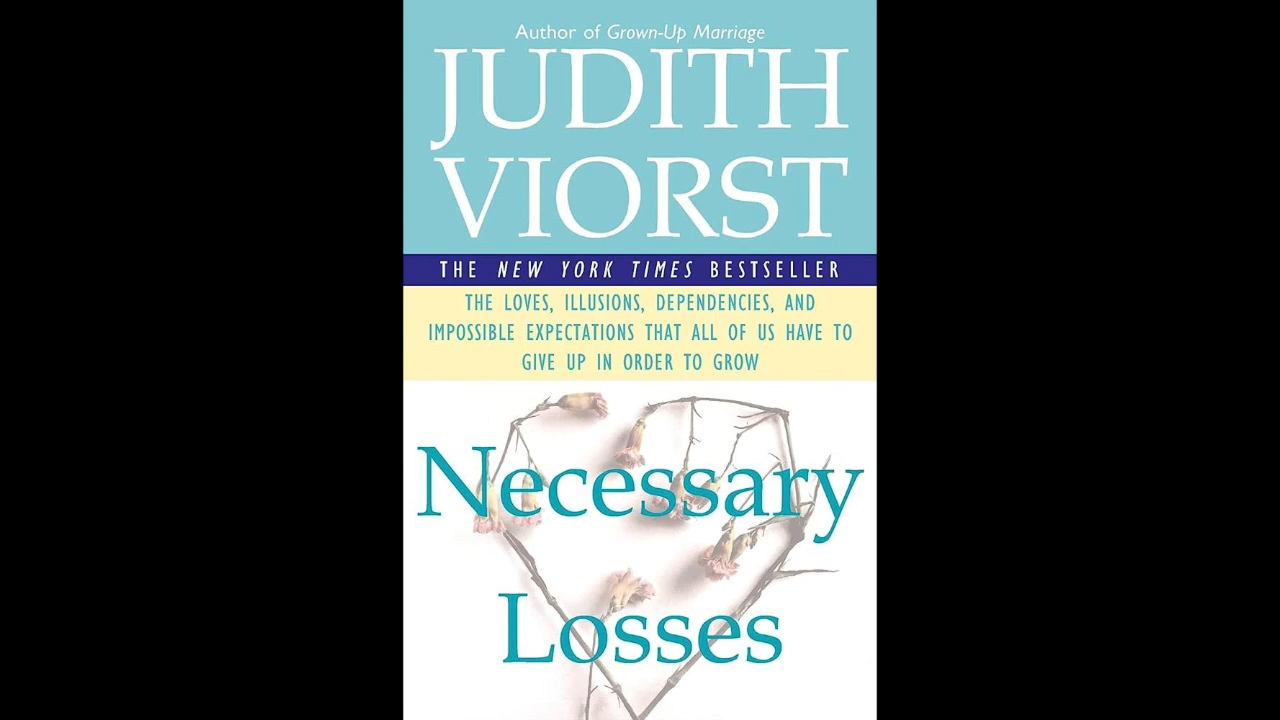 Author of Grown-Up Marriage
JUDITH
VIORST
THE NEW YORK TIMES BESTSELLER
THE LOVES, ILLUSIONS, DEPENDENCIES, AND
IMPOSSIBLE EXPECTATIONS THAT ALL OF US HAVE TO
GIVE UP IN ORDER TO GROW
Necessary
Losses